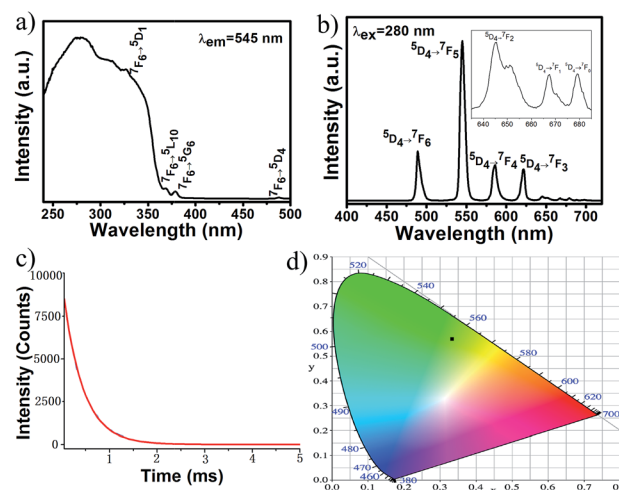 a)
λem=545 nm
⁷F₆→⁵D₁
⁷F₆→⁵L₁₀
⁷F₆→⁵G₆
⁷F₆→⁵D₄
Intensity (a.u.)
250 300 350 400 450 500
Wavelength (nm)
b)
λex=280 nm
⁵D₄→⁷F₅
⁵D₄→⁷F₆
⁵D₄→⁷F₄
⁵D₄→⁷F₃
⁵D₄→⁷F₂
⁵D₄→⁷F₁
640 650 660 670 680
Intensity (a.u.)
400 450 500 550 600 650 700
Wavelength (nm)
c)
10000
7500
5000
2500
0
Intensity (Counts)
1 2 3 4 5
Time (ms)
d)
0.9
0.8
0.7
0.6
0.5
0.4
0.3
0.2
0.1
0.0
y
0.0 0.1 0.2 0.3 0.4 0.5 0.6 0.7
520
540
560
580
600
620
700
500
490
480
470
460
380